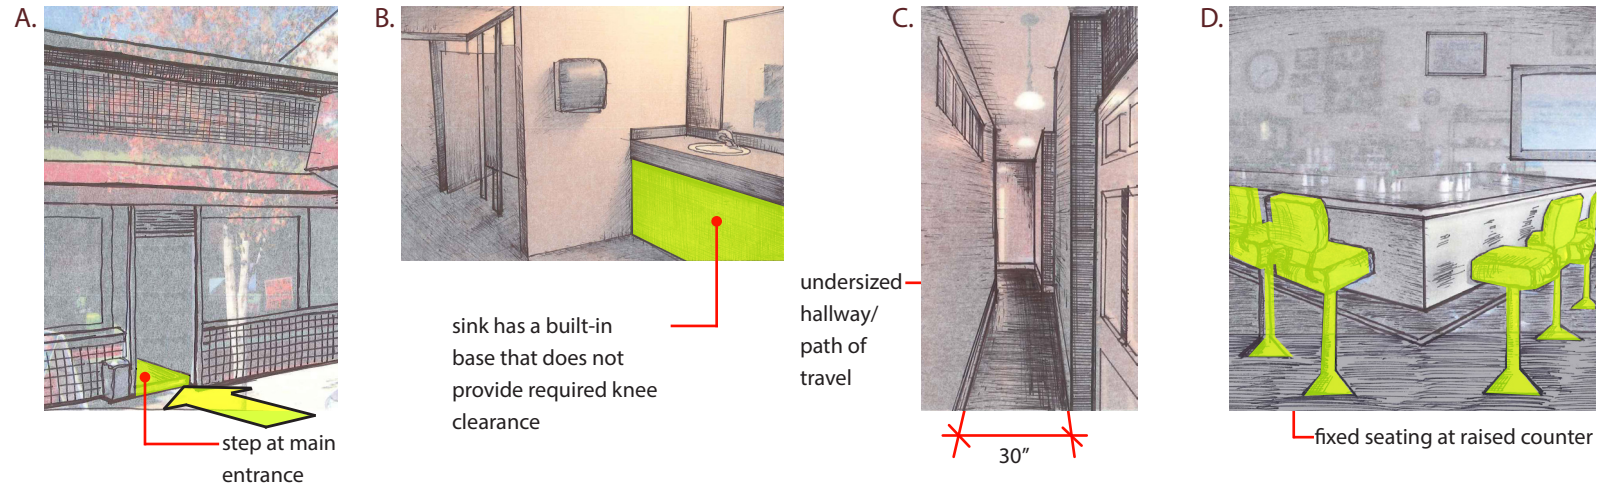 A.
B.
C.
D.
step at main
entrance
sink has a built-in
base that does not
provide required knee
clearance
undersized
hallway/
path of
travel
30”
fixed seating at raised counter